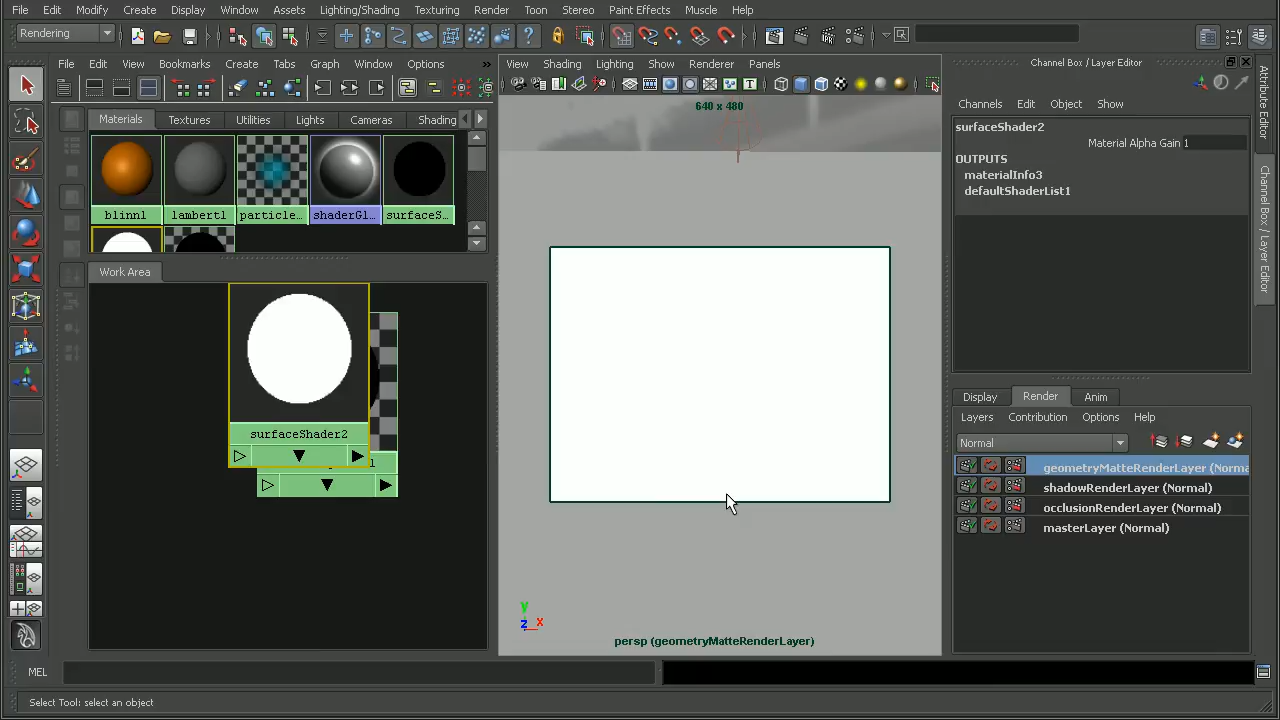 File Edit Modify Create Display Window Assets Lighting/Shading Texturing Render Toon Stereo Paint Effects Muscle Help
Rendering
File Edit View Bookmarks Create Tabs Graph Window Options »
View Shading Lighting Show Renderer Panels
Channel Box / Layer Editor
Channels Edit Object Show
Materials Textures Utilities Lights Cameras Shading
640 x 480
surfaceShader2
Material Alpha Gain 1
OUTPUTS
materialInfo3
defaultShaderList1
blinn1 lambert1 particle... shaderGl... surfaceS...
Work Area
surfaceShader2
1
Attribute Editor
Channel Box / Layer Editor
Display Render Anim
Layers Contribution Options Help
Normal
geometryMatteRenderLayer (Norma
shadowRenderLayer (Normal)
occlusionRenderLayer (Normal)
masterLayer (Normal)
y
z x
persp (geometryMatteRenderLayer)
MEL
Select Tool: select an object